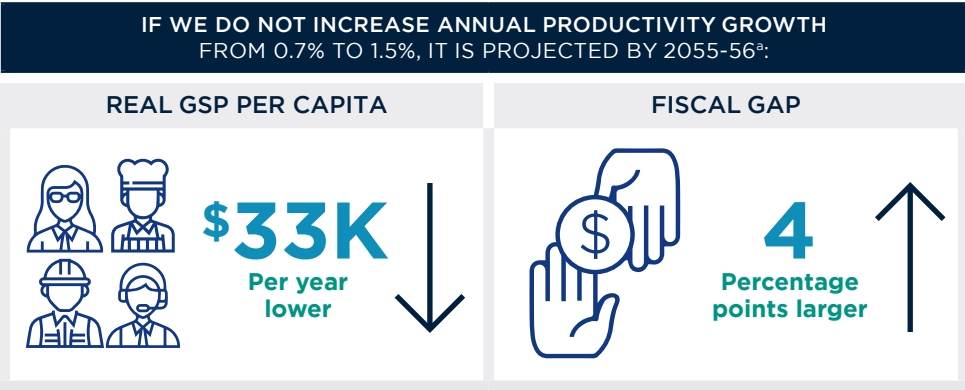 IF WE DO NOT INCREASE ANNUAL PRODUCTIVITY GROWTH
FROM 0.7% TO 1.5%, IT IS PROJECTED BY 2055-56ᵃ:
REAL GSP PER CAPITA
$33K
Per year
lower
FISCAL GAP
$
4
Percentage
points larger